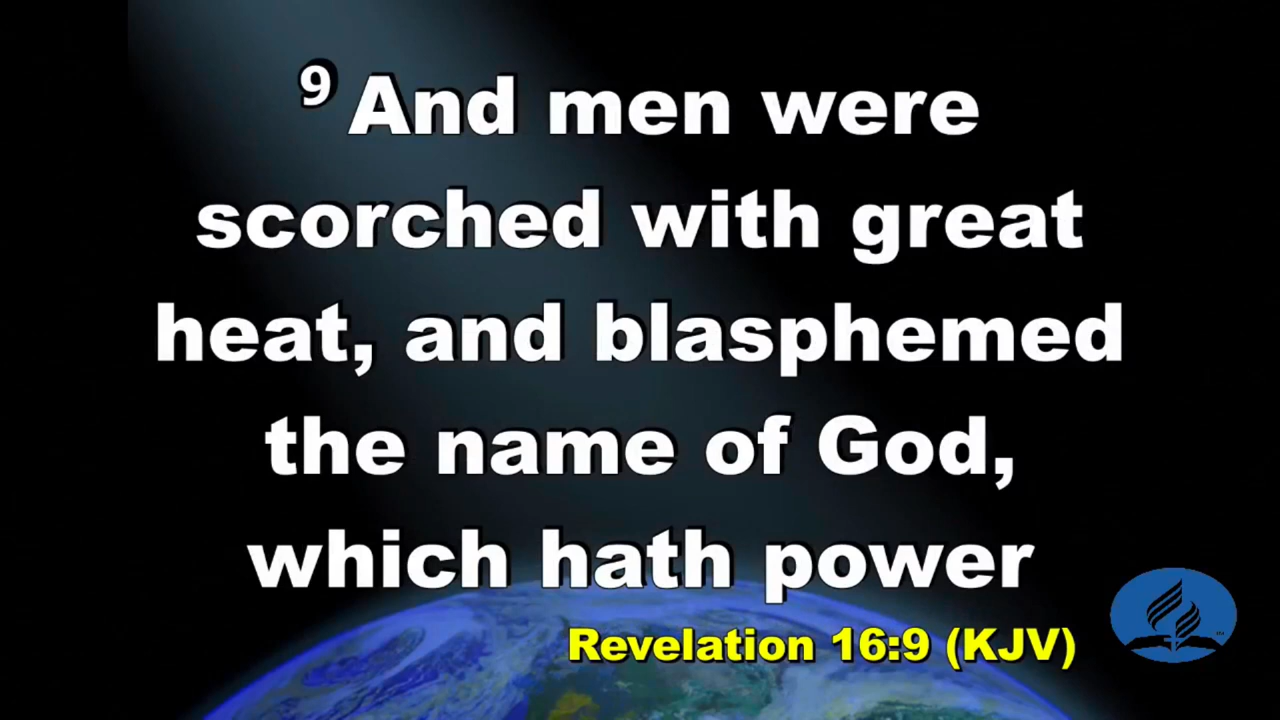 9 And men were
scorched with great
heat, and blasphemed
the name of God,
which hath power
Revelation 16:9 (KJV)